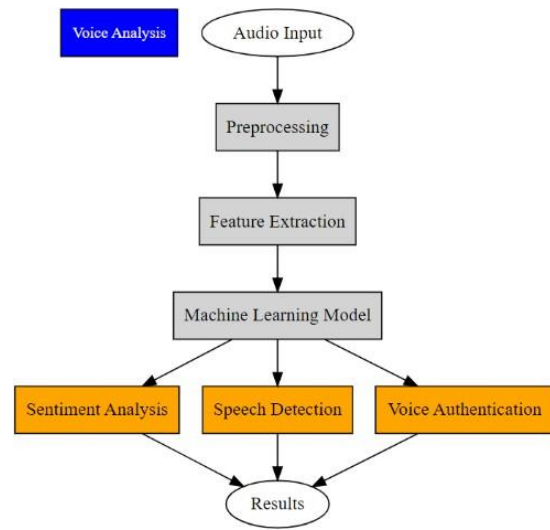 Voice Analysis
Audio Input
Preprocessing
Feature Extraction
Machine Learning Model
Sentiment Analysis
Speech Detection
Voice Authentication
Results